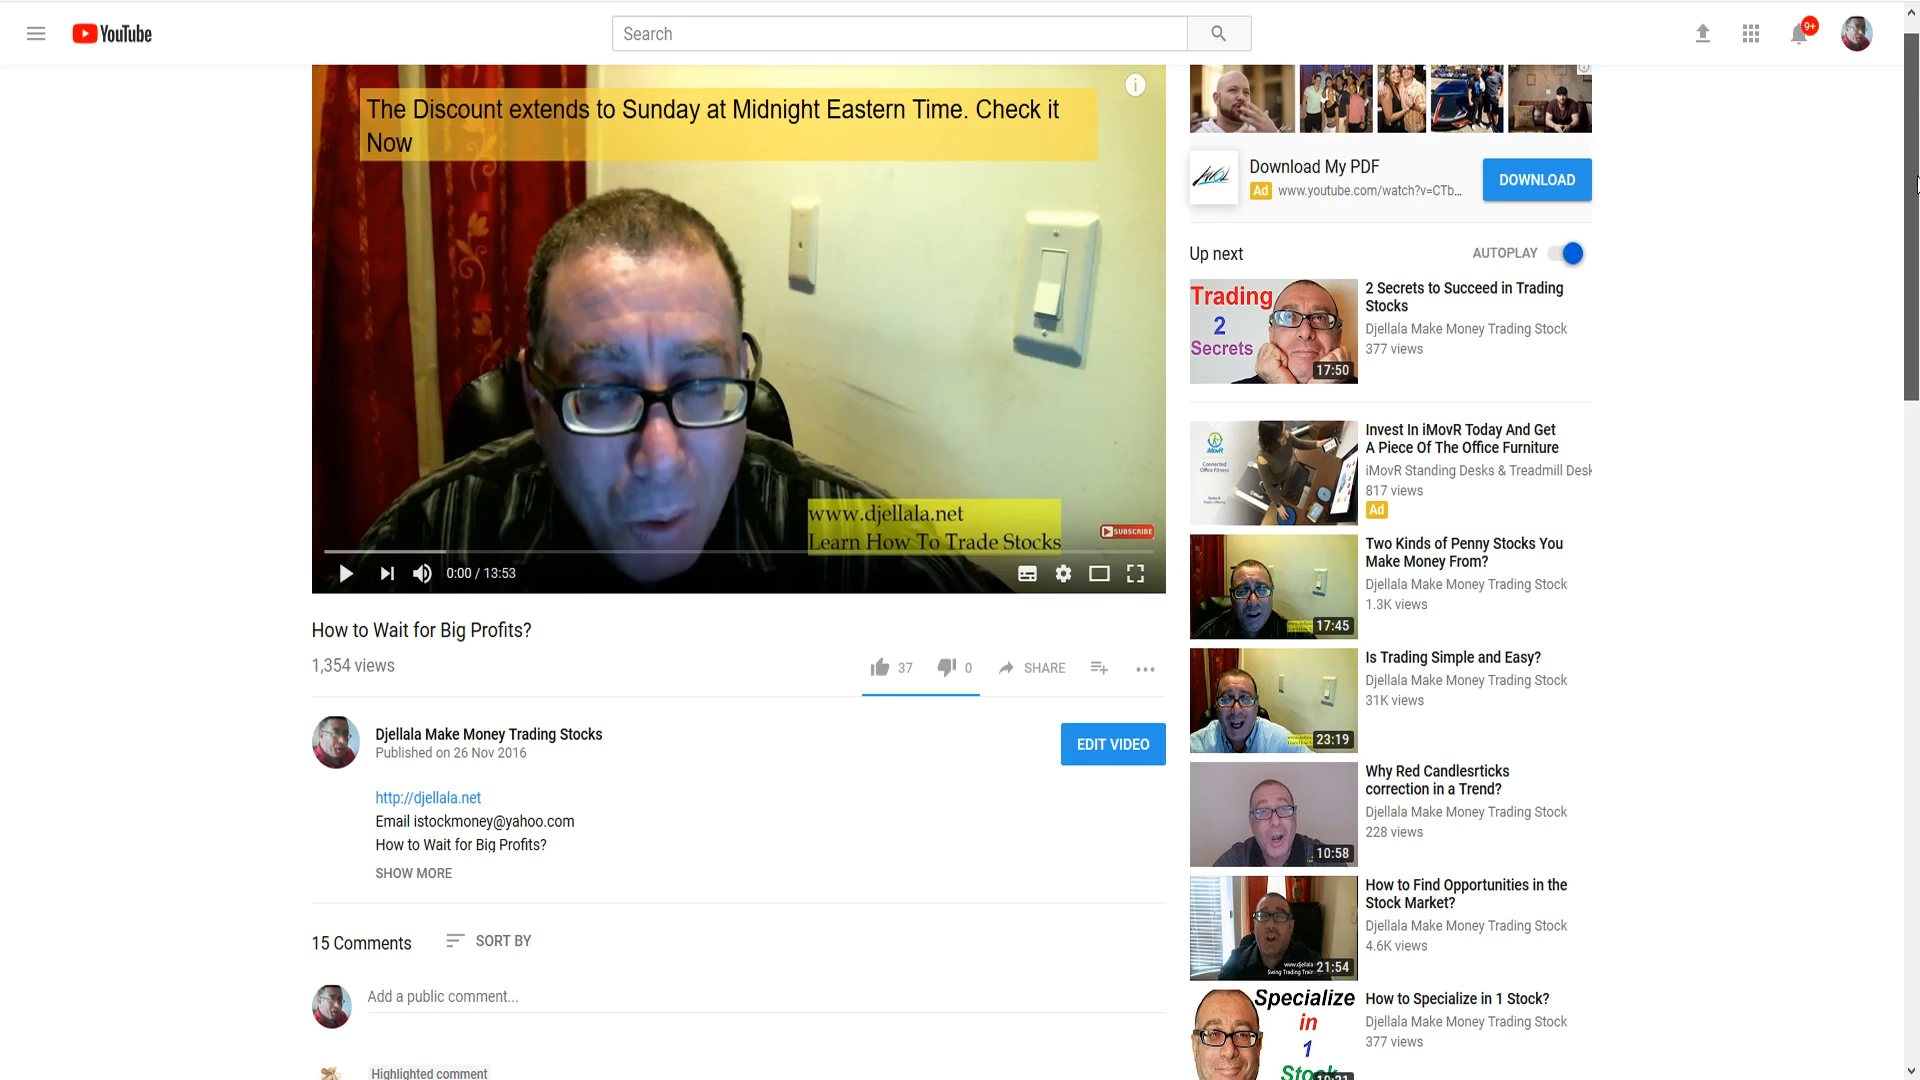 YouTube
Search
9+
The Discount extends to Sunday at Midnight Eastern Time. Check it
Now
www.djellala.net
Learn How To Trade Stocks
SUBSCRIBE
0:00 / 13:53
How to Wait for Big Profits?
1,354 views
37
0
SHARE
Djellala Make Money Trading Stocks
Published on 26 Nov 2016
EDIT VIDEO
http://djellala.net
Email istockmoney@yahoo.com
How to Wait for Big Profits?
SHOW MORE
15 Comments
SORT BY
Add a public comment...
Highlighted comment
Download My PDF
Ad
www.youtube.com/watch?v=CTb...
DOWNLOAD
Up next
AUTOPLAY
Trading
2
Secrets
17:50
2 Secrets to Succeed in Trading
Stocks
Djellala Make Money Trading Stock
377 views
iMovR
Connected
Office Fitness
Invest In iMovR Today And Get
A Piece Of The Office Furniture
iMovR Standing Desks & Treadmill Desk
817 views
Ad
17:45
Two Kinds of Penny Stocks You
Make Money From?
Djellala Make Money Trading Stock
1.3K views
23:19
Is Trading Simple and Easy?
Djellala Make Money Trading Stock
31K views
10:58
Why Red Candlesrticks
correction in a Trend?
Djellala Make Money Trading Stock
228 views
www.djellala
Swing Trading Train
21:54
How to Find Opportunities in the
Stock Market?
Djellala Make Money Trading Stock
4.6K views
Specialize
in
1
Stock
How to Specialize in 1 Stock?
Djellala Make Money Trading Stock
377 views